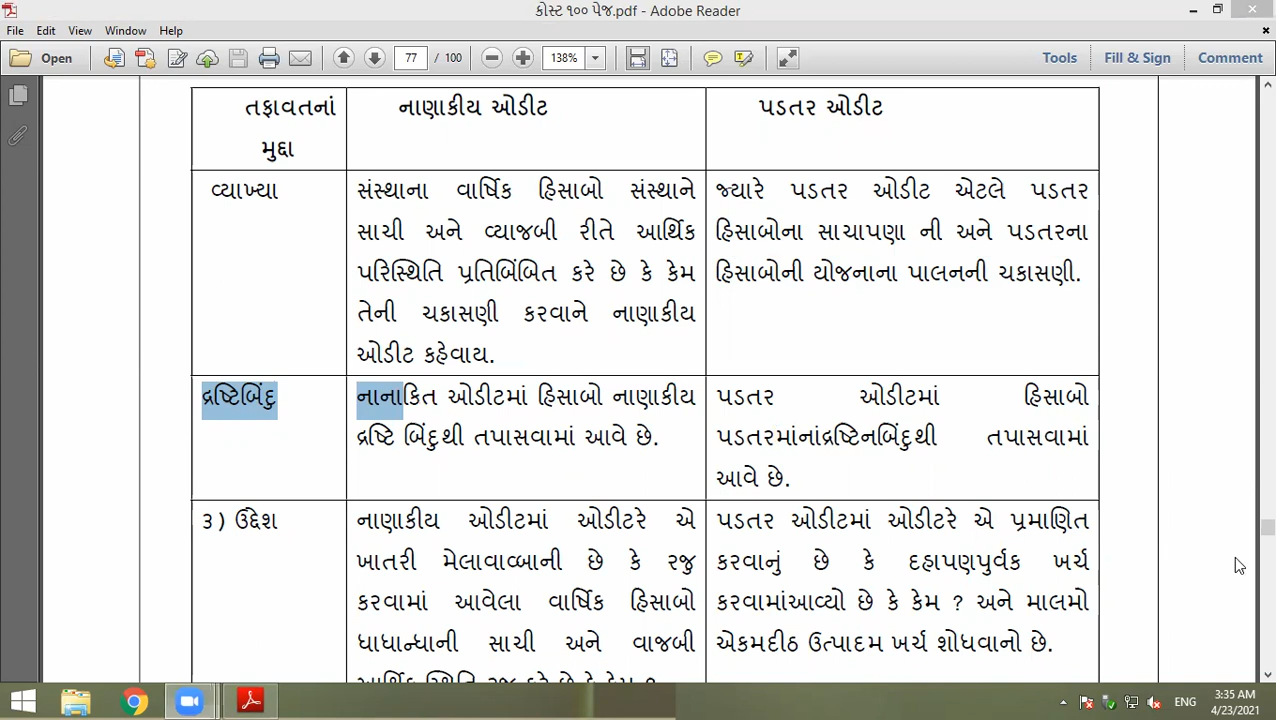 કોસ્ટ ૧૦૦ પેજ.pdf - Adobe Reader
File Edit View Window Help
Open 77 / 100 138% Tools Fill & Sign Comment
તફાવતનાં મુદ્દા
નાણાકીય ઓડીટ
પડતર ઓડીટ
વ્યાખ્યા
સંસ્થાના વાર્ષિક હિસાબો સંસ્થાને
સાચી અને વ્યાજબી રીતે આર્થિક
પરિસ્થિતિ પ્રતિબિંબિત કરે છે કે કેમ
તેની ચકાસણી કરવાને નાણાકીય
ઓડીટ કહેવાય.
જ્યારે પડતર ઓડીટ એટલે પડતર
હિસાબોના સાચાપણા ની અને પડતરના
હિસાબોની યોજનાના પાલનની ચકાસણી.
દ્રષ્ટિબિંદુ
નાનાકિત ઓડીટમાં હિસાબો નાણાકીય
દ્રષ્ટિ બિંદુથી તપાસવામાં આવે છે.
પડતર ઓડીટમાં હિસાબો
પડતરમાંનાંદ્રષ્ટિનબિંદુથી તપાસવામાં
આવે છે.
૩) ઉદ્દેશ
નાણાકીય ઓડીટમાં ઓડીટરે એ
ખાતરી મેલાવાવ્બાની છે કે રજુ
કરવામાં આવેલા વાર્ષિક હિસાબો
ધાધાન્ધાની સાચી અને વાજબી
આર્થિક સ્થિતિ રજુ કરે છે કે કેમ ?
પડતર ઓડીટમાં ઓડીટરે એ પ્રમાણિત
કરવાનું છે કે દહાપણપુર્વક ખર્ચ
કરવામાંઆવ્યો છે કે કેમ ? અને માલમો
એકમદીઠ ઉત્પાદમ ખર્ચ શોધવાનો છે.
ENG
3:35 AM
4/23/2021